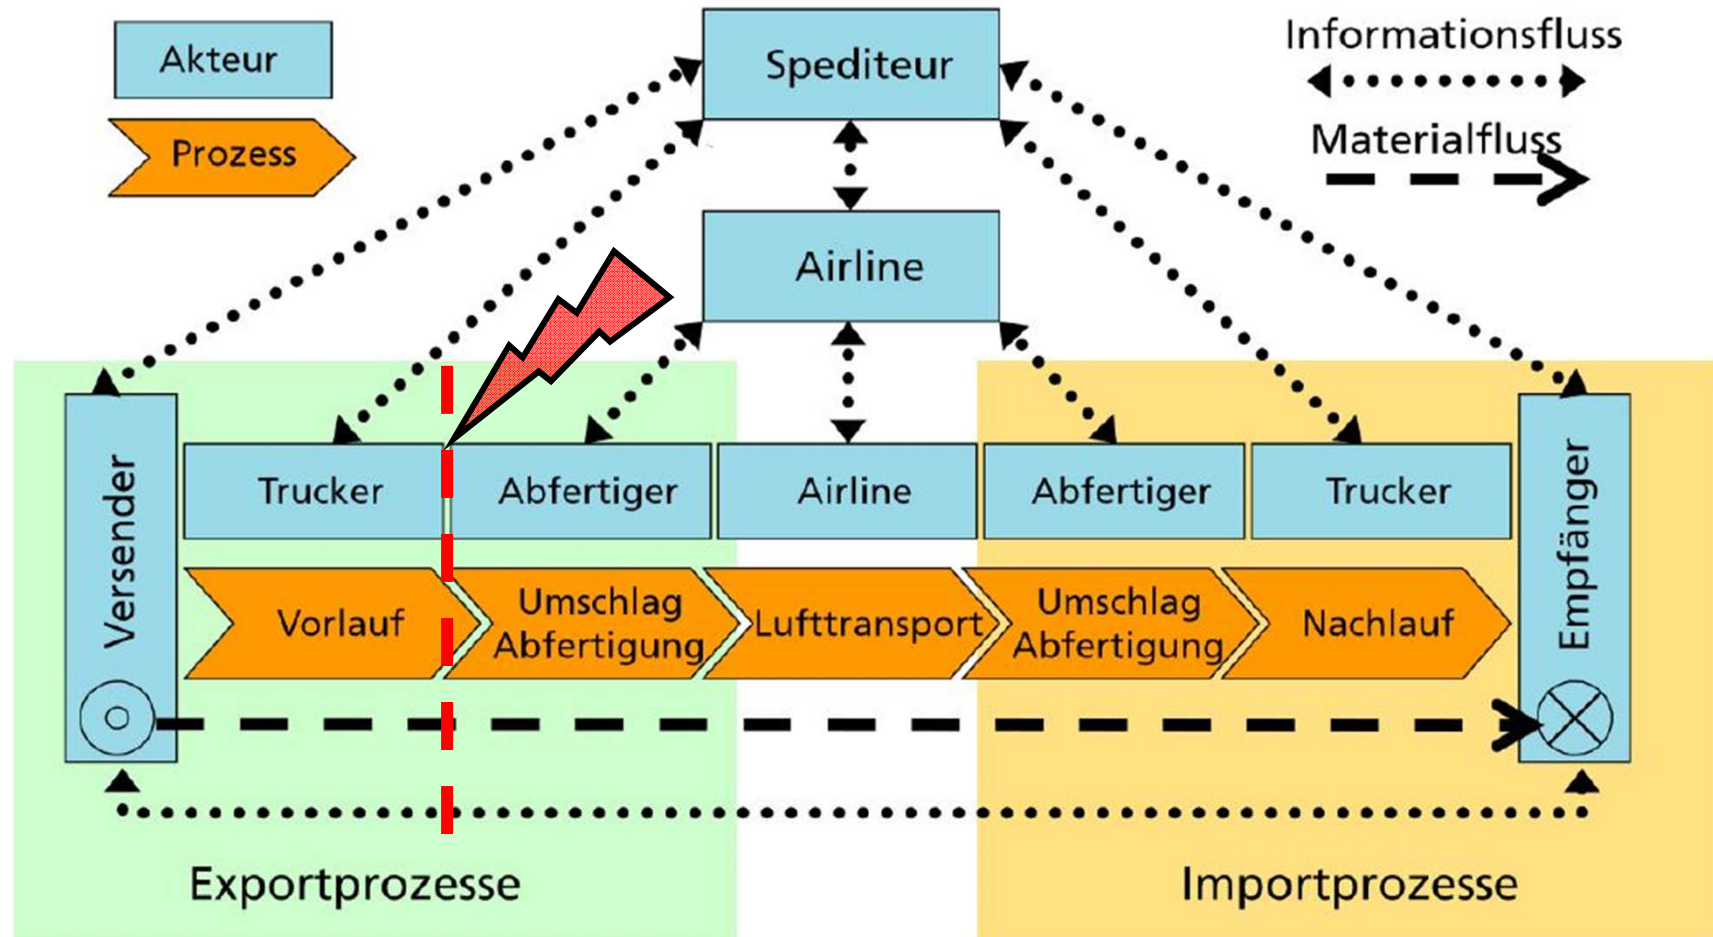 Akteur
Prozess
Spediteur
Informationsfluss
Materialfluss
Airline
Versender
Trucker
Abfertiger
Airline
Abfertiger
Trucker
Empfänger
Vorlauf
Umschlag
Abfertigung
Lufttransport
Umschlag
Abfertigung
Nachlauf
Exportprozesse
Importprozesse